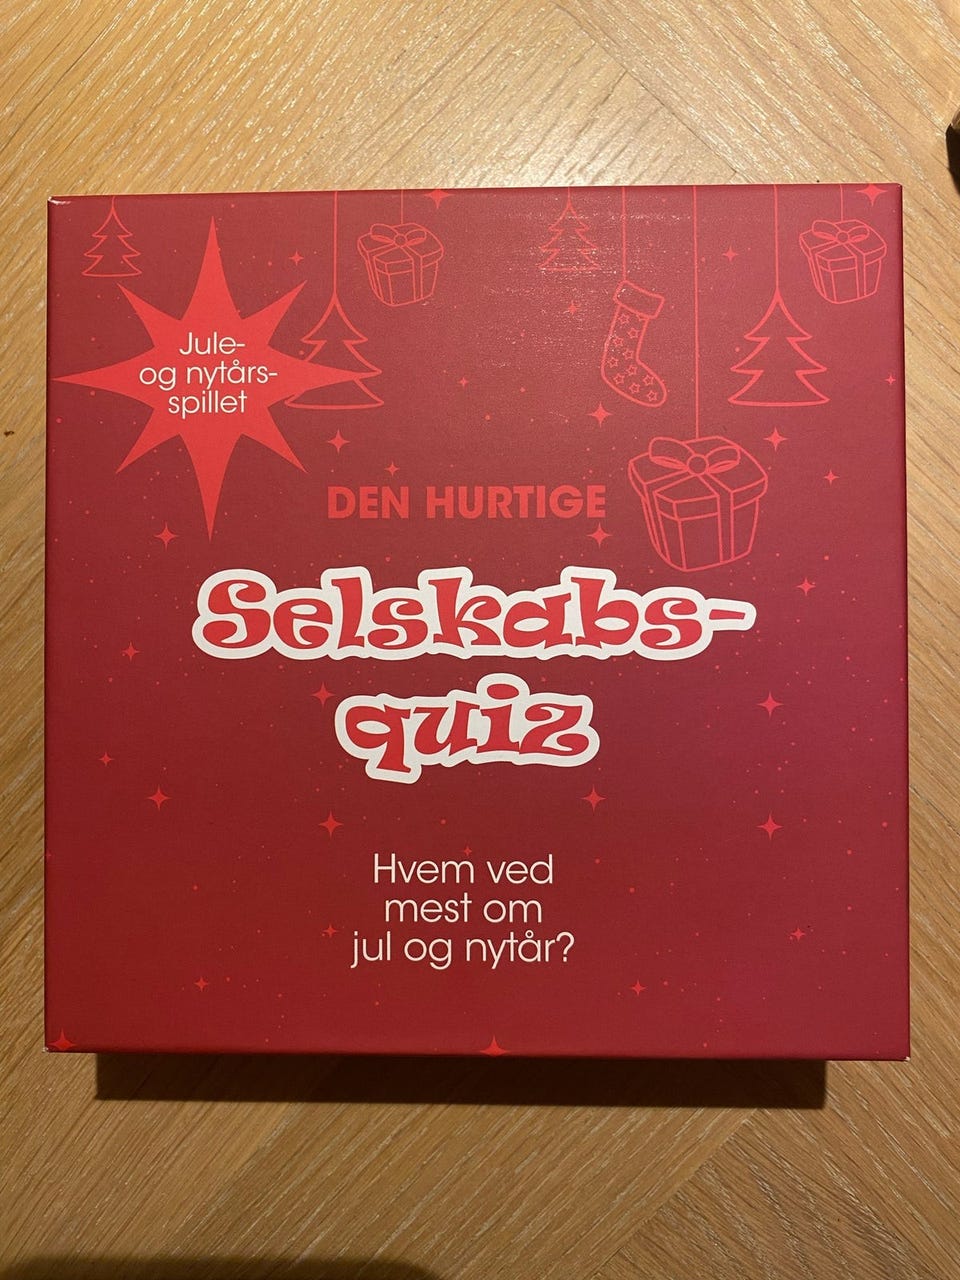 Jule-
og nytårs-
spillet
DEN HURTIGE
Selskabs-
quiz
Hvem ved
mest om
jul og nytår?